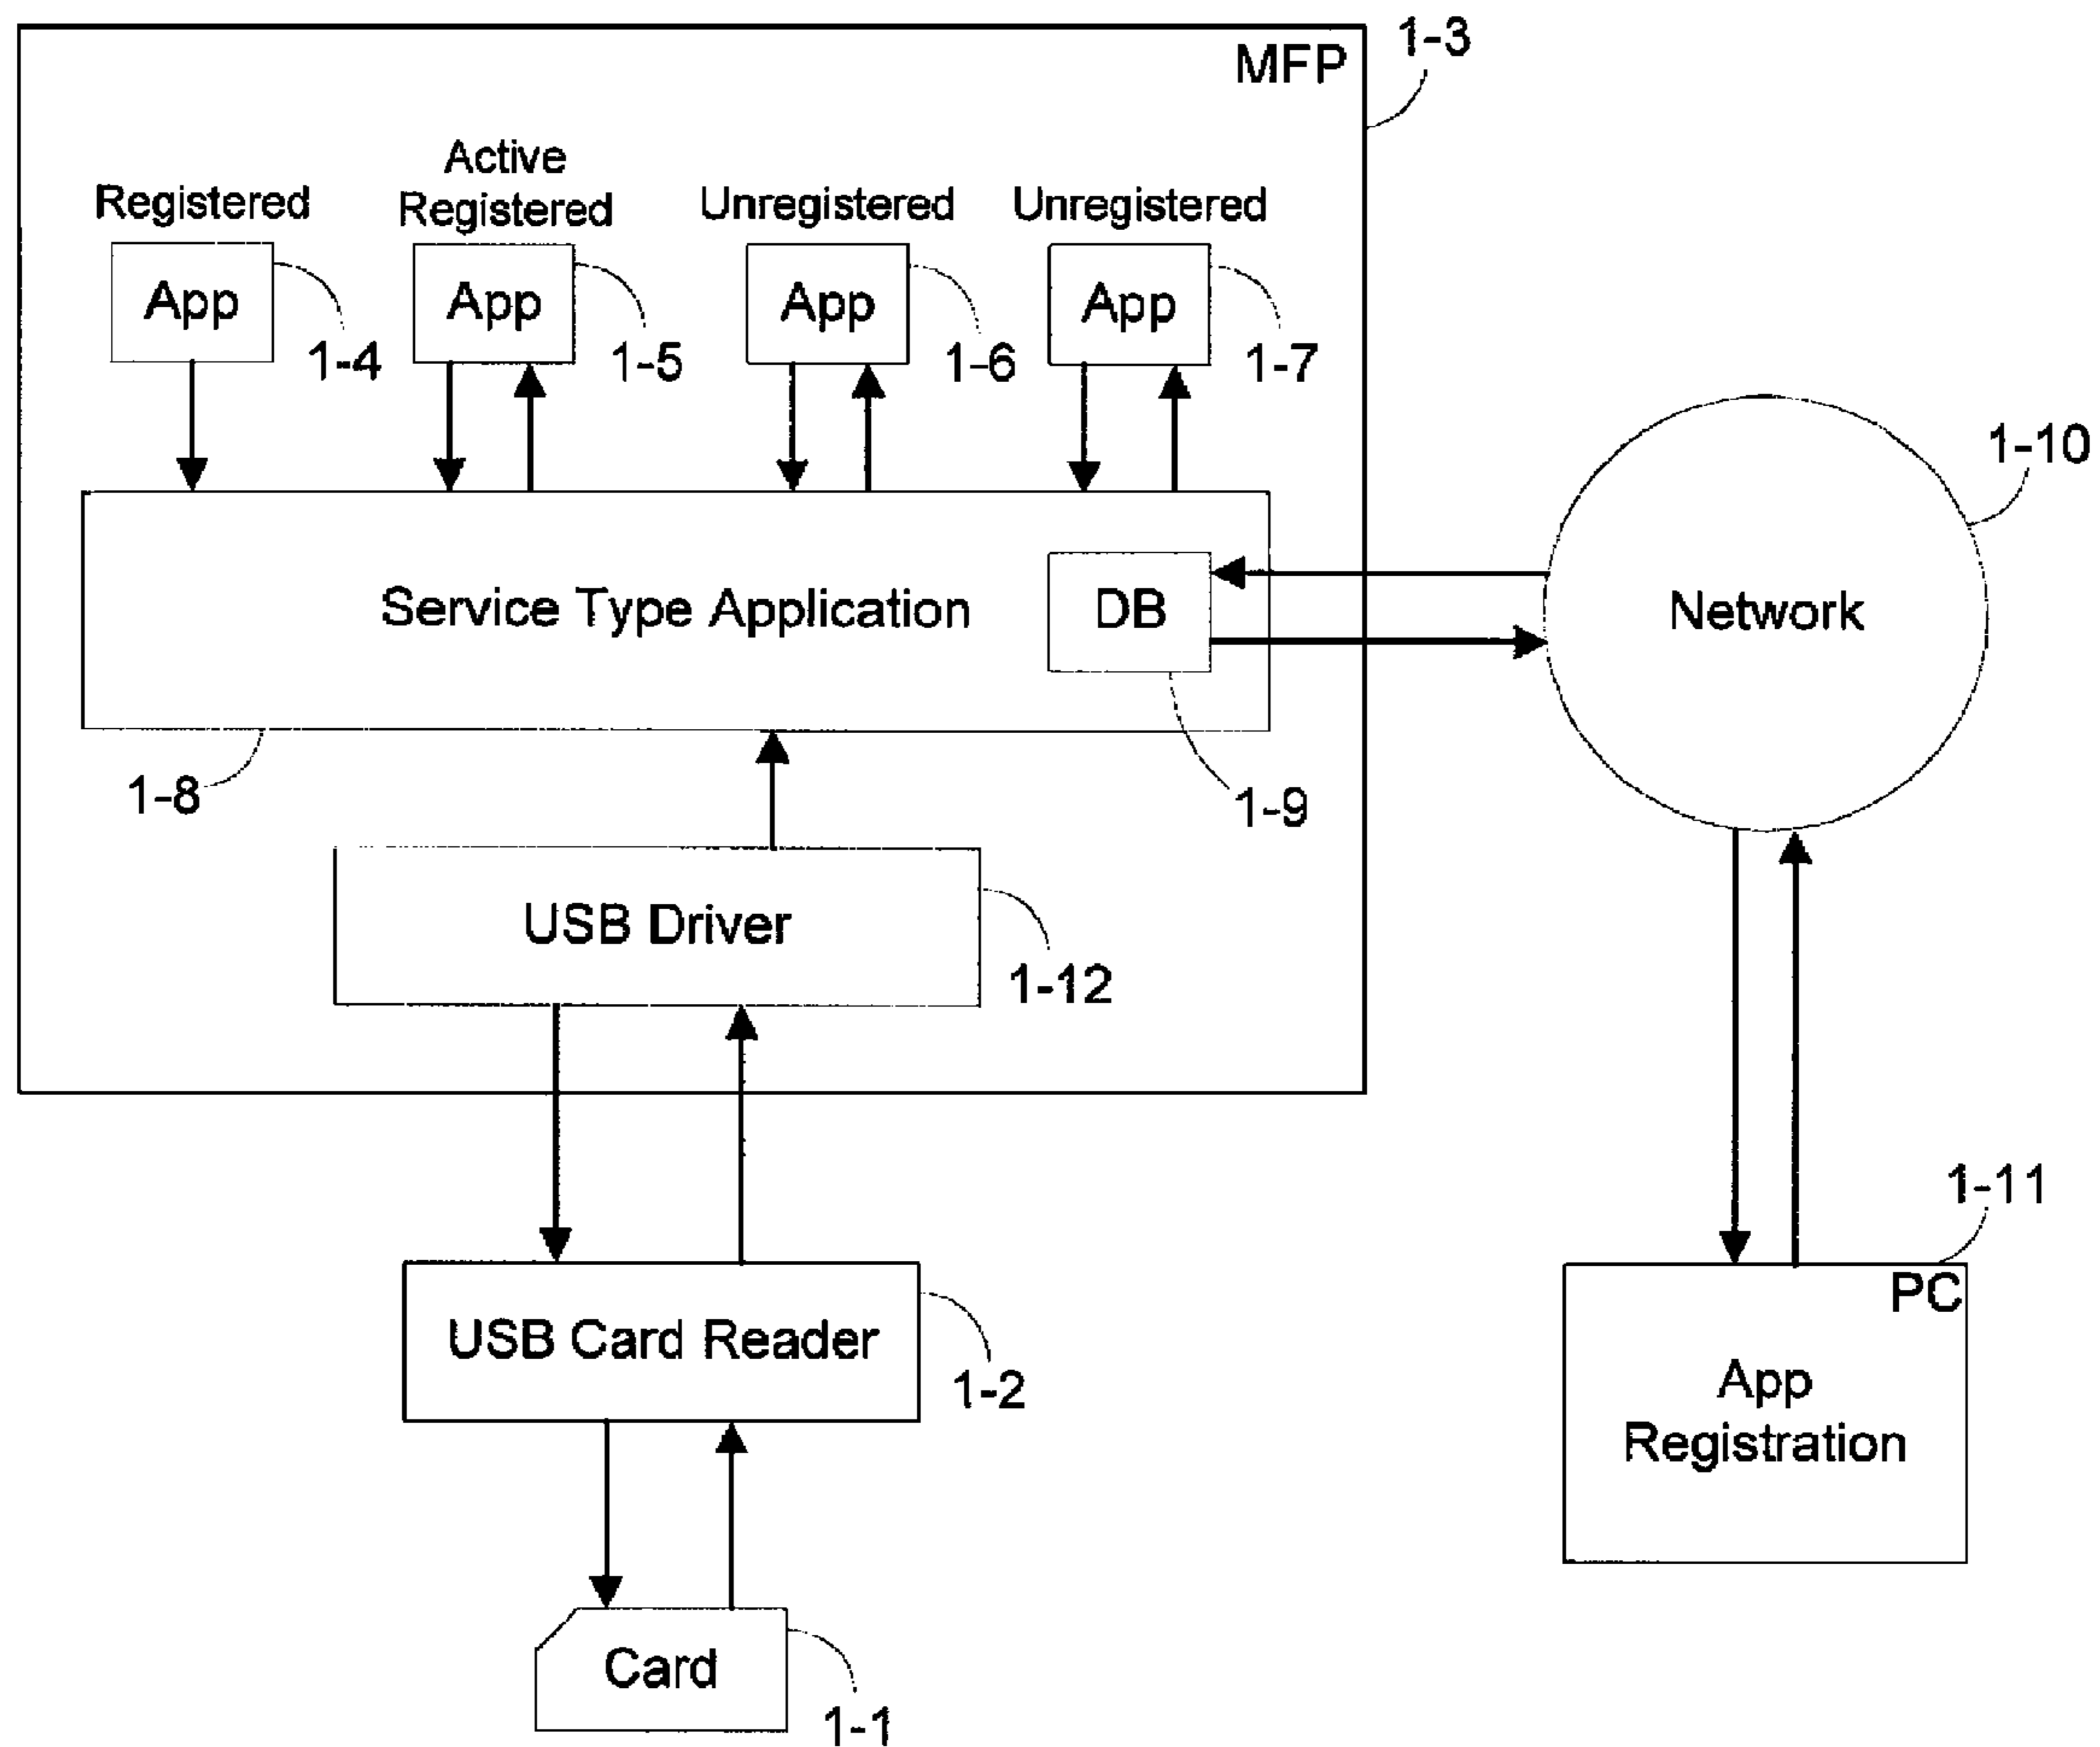 MFP
1-3
Registered
Active
Registered
Unregistered
Unregistered
App
App
App
App
1-4
1-5
1-6
1-7
1-10
Service Type Application
DB
Network
1-8
1-9
USB Driver
1-12
1-11
PC
USB Card Reader
1-2
App
Registration
Card
1-1